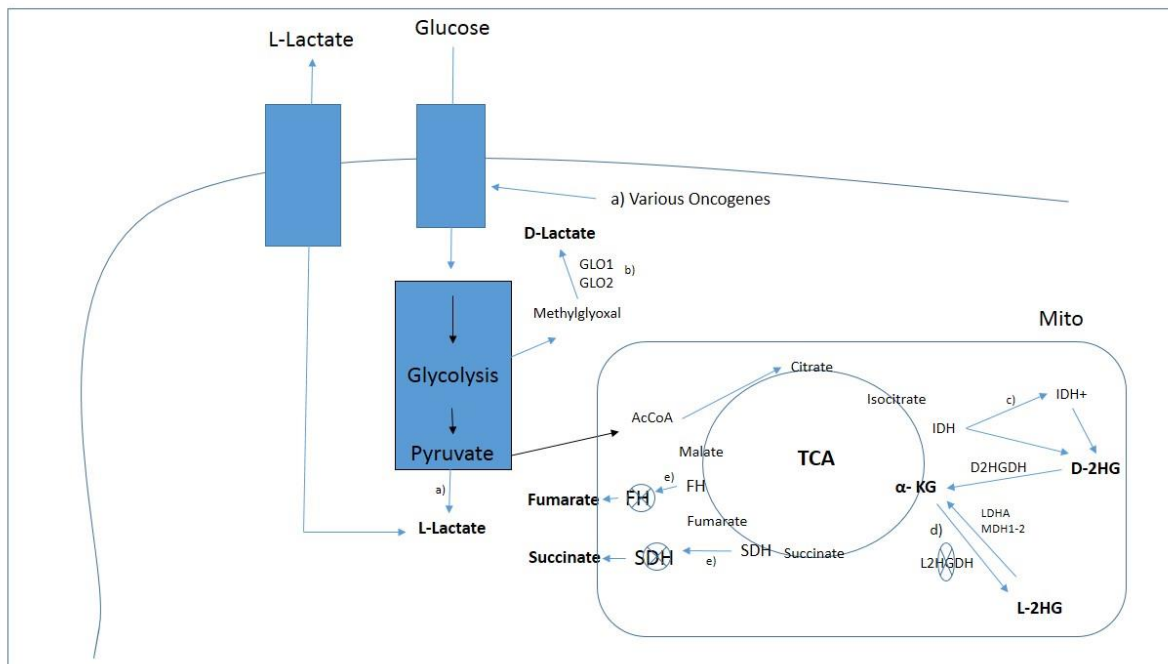 L-Lactate
Glucose
a) Various Oncogenes
D-Lactate
GLO1
GLO2
b)
Methylglyoxal
Glycolysis
Pyruvate
a)
L-Lactate
Mito
Citrate
Isocitrate
AcCoA
c)
IDH+
IDH
Malate
TCA
D2HGDH
D-2HG
α- KG
e)
FH
FH
Fumarate
LDHA
MDH1-2
d)
Fumarate
SDH
Succinate
Succinate
SDH
e)
L2HGDH
L-2HG